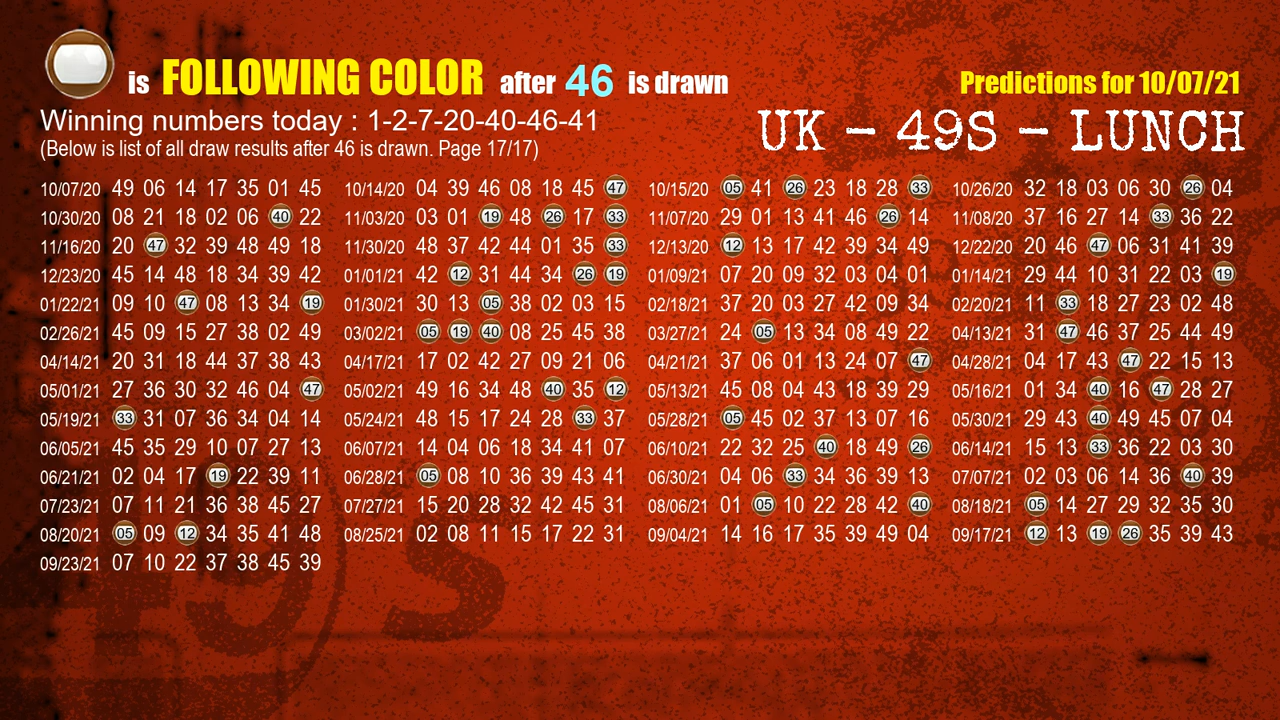 is FOLLOWING COLOR after 46 is drawn
Predictions for 10/07/21
Winning numbers today : 1-2-7-20-40-46-41
UK - 49S - LUNCH
(Below is list of all draw results after 46 is drawn. Page 17/17)
10/07/20 49 06 14 17 35 01 45 10/14/20 04 39 46 08 18 45 47 10/15/20 05 41 26 23 18 28 33 10/26/20 32 18 03 06 30 26 04
10/30/20 08 21 18 02 06 40 22 11/03/20 03 01 19 48 26 17 33 11/07/20 29 01 13 41 46 26 14 11/08/20 37 16 27 14 33 36 22
11/16/20 20 47 32 39 48 49 18 11/30/20 48 37 42 44 01 35 33 12/13/20 12 13 17 42 39 34 49 12/22/20 20 46 47 06 31 41 39
12/23/20 45 14 48 18 34 39 42 01/01/21 42 12 31 44 34 26 19 01/09/21 07 20 09 32 03 04 01 01/14/21 29 44 10 31 22 03 19
01/22/21 09 10 47 08 13 34 19 01/30/21 30 13 05 38 02 03 15 02/18/21 37 20 03 27 42 09 34 02/20/21 11 33 18 27 23 02 48
02/26/21 45 09 15 27 38 02 49 03/02/21 05 19 40 08 25 45 38 03/27/21 24 05 13 34 08 49 22 04/13/21 31 47 46 37 25 44 49
04/14/21 20 31 18 44 37 38 43 04/17/21 17 02 42 27 09 21 06 04/21/21 37 06 01 13 24 07 47 04/28/21 04 17 43 47 22 15 13
05/01/21 27 36 30 32 46 04 47 05/02/21 49 16 34 48 40 35 12 05/13/21 45 08 04 43 18 39 29 05/16/21 01 34 40 16 47 28 27
05/19/21 33 31 07 36 34 04 14 05/24/21 48 15 17 24 28 33 37 05/28/21 05 45 02 37 13 07 16 05/30/21 29 43 40 49 45 07 04
06/05/21 45 35 29 10 07 27 13 06/07/21 14 04 06 18 34 41 07 06/10/21 22 32 25 40 18 49 26 06/14/21 15 13 33 36 22 03 30
06/21/21 02 04 17 19 22 39 11 06/28/21 05 08 10 36 39 43 41 06/30/21 04 06 33 34 36 39 13 07/07/21 02 03 06 14 36 40 39
07/23/21 07 11 21 36 38 45 27 07/27/21 15 20 28 32 42 45 31 08/06/21 01 05 10 22 28 42 40 08/18/21 05 14 27 29 32 35 30
08/20/21 05 09 12 34 35 41 48 08/25/21 02 08 11 15 17 22 31 09/04/21 14 16 17 35 39 49 04 09/17/21 12 13 19 26 35 39 43
09/23/21 07 10 22 37 38 45 39
49's